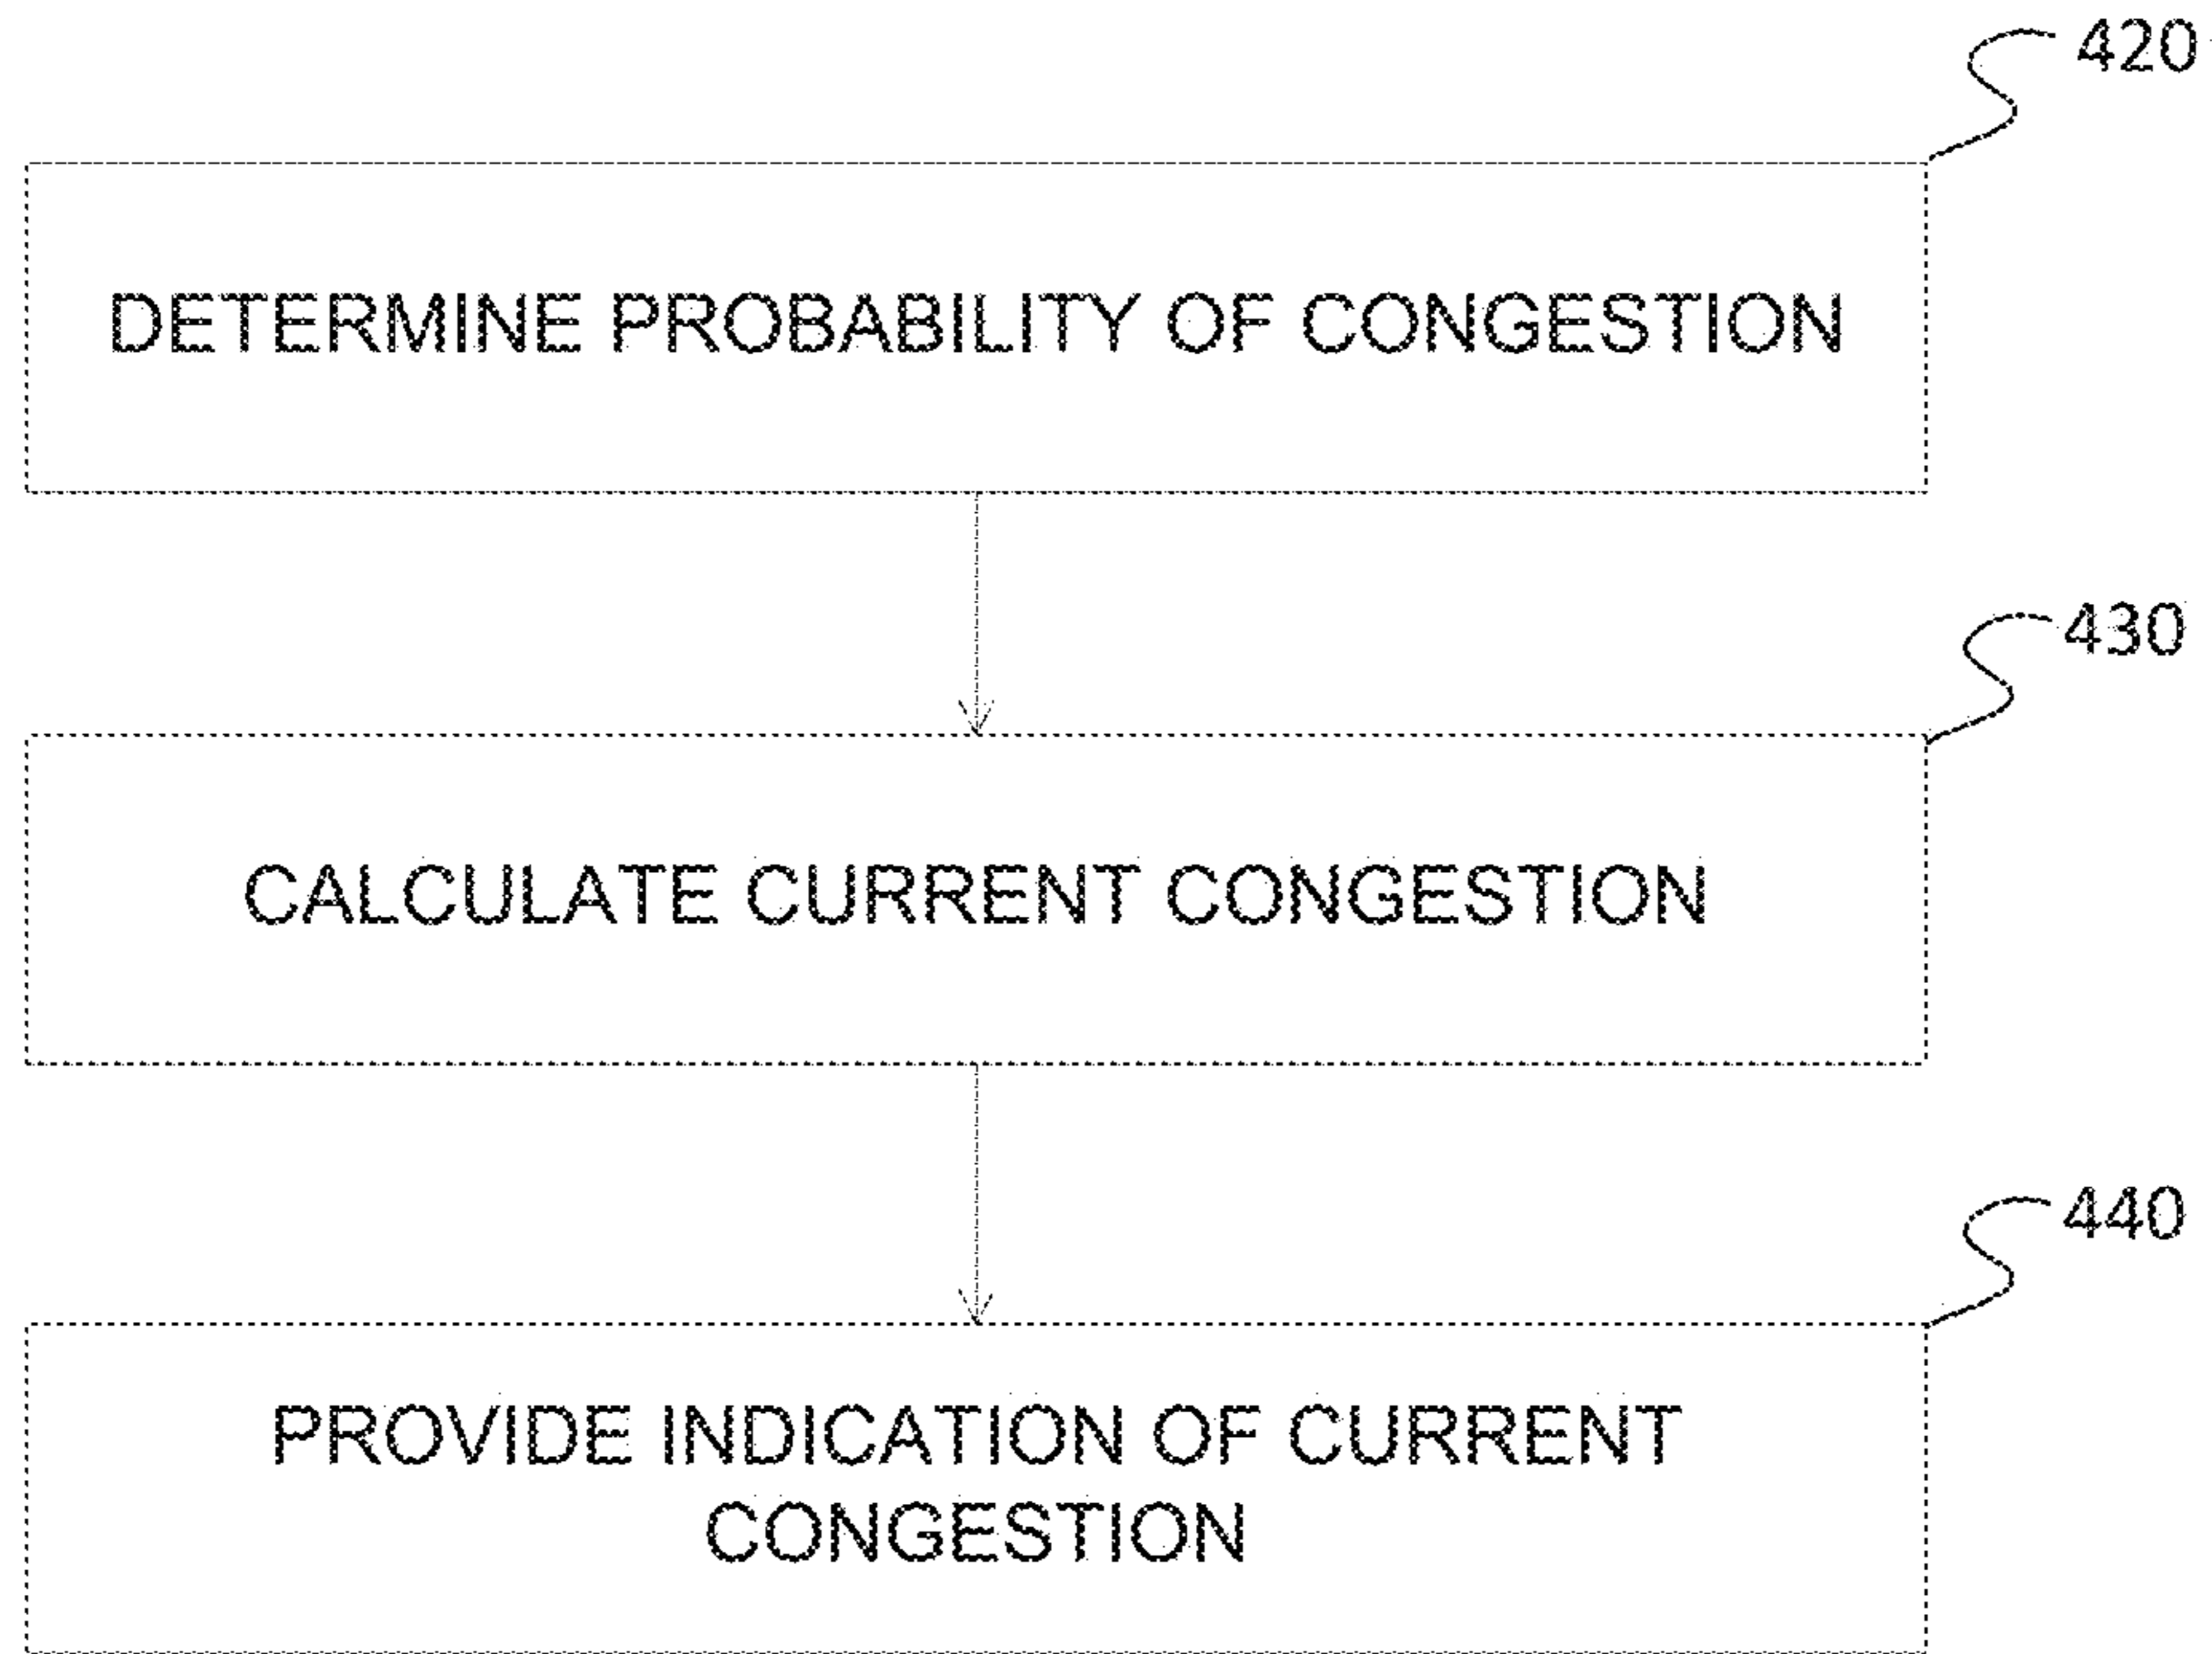 420
DETERMINE PROBABILITY OF CONGESTION
430
CALCULATE CURRENT CONGESTION
440
PROVIDE INDICATION OF CURRENT
CONGESTION